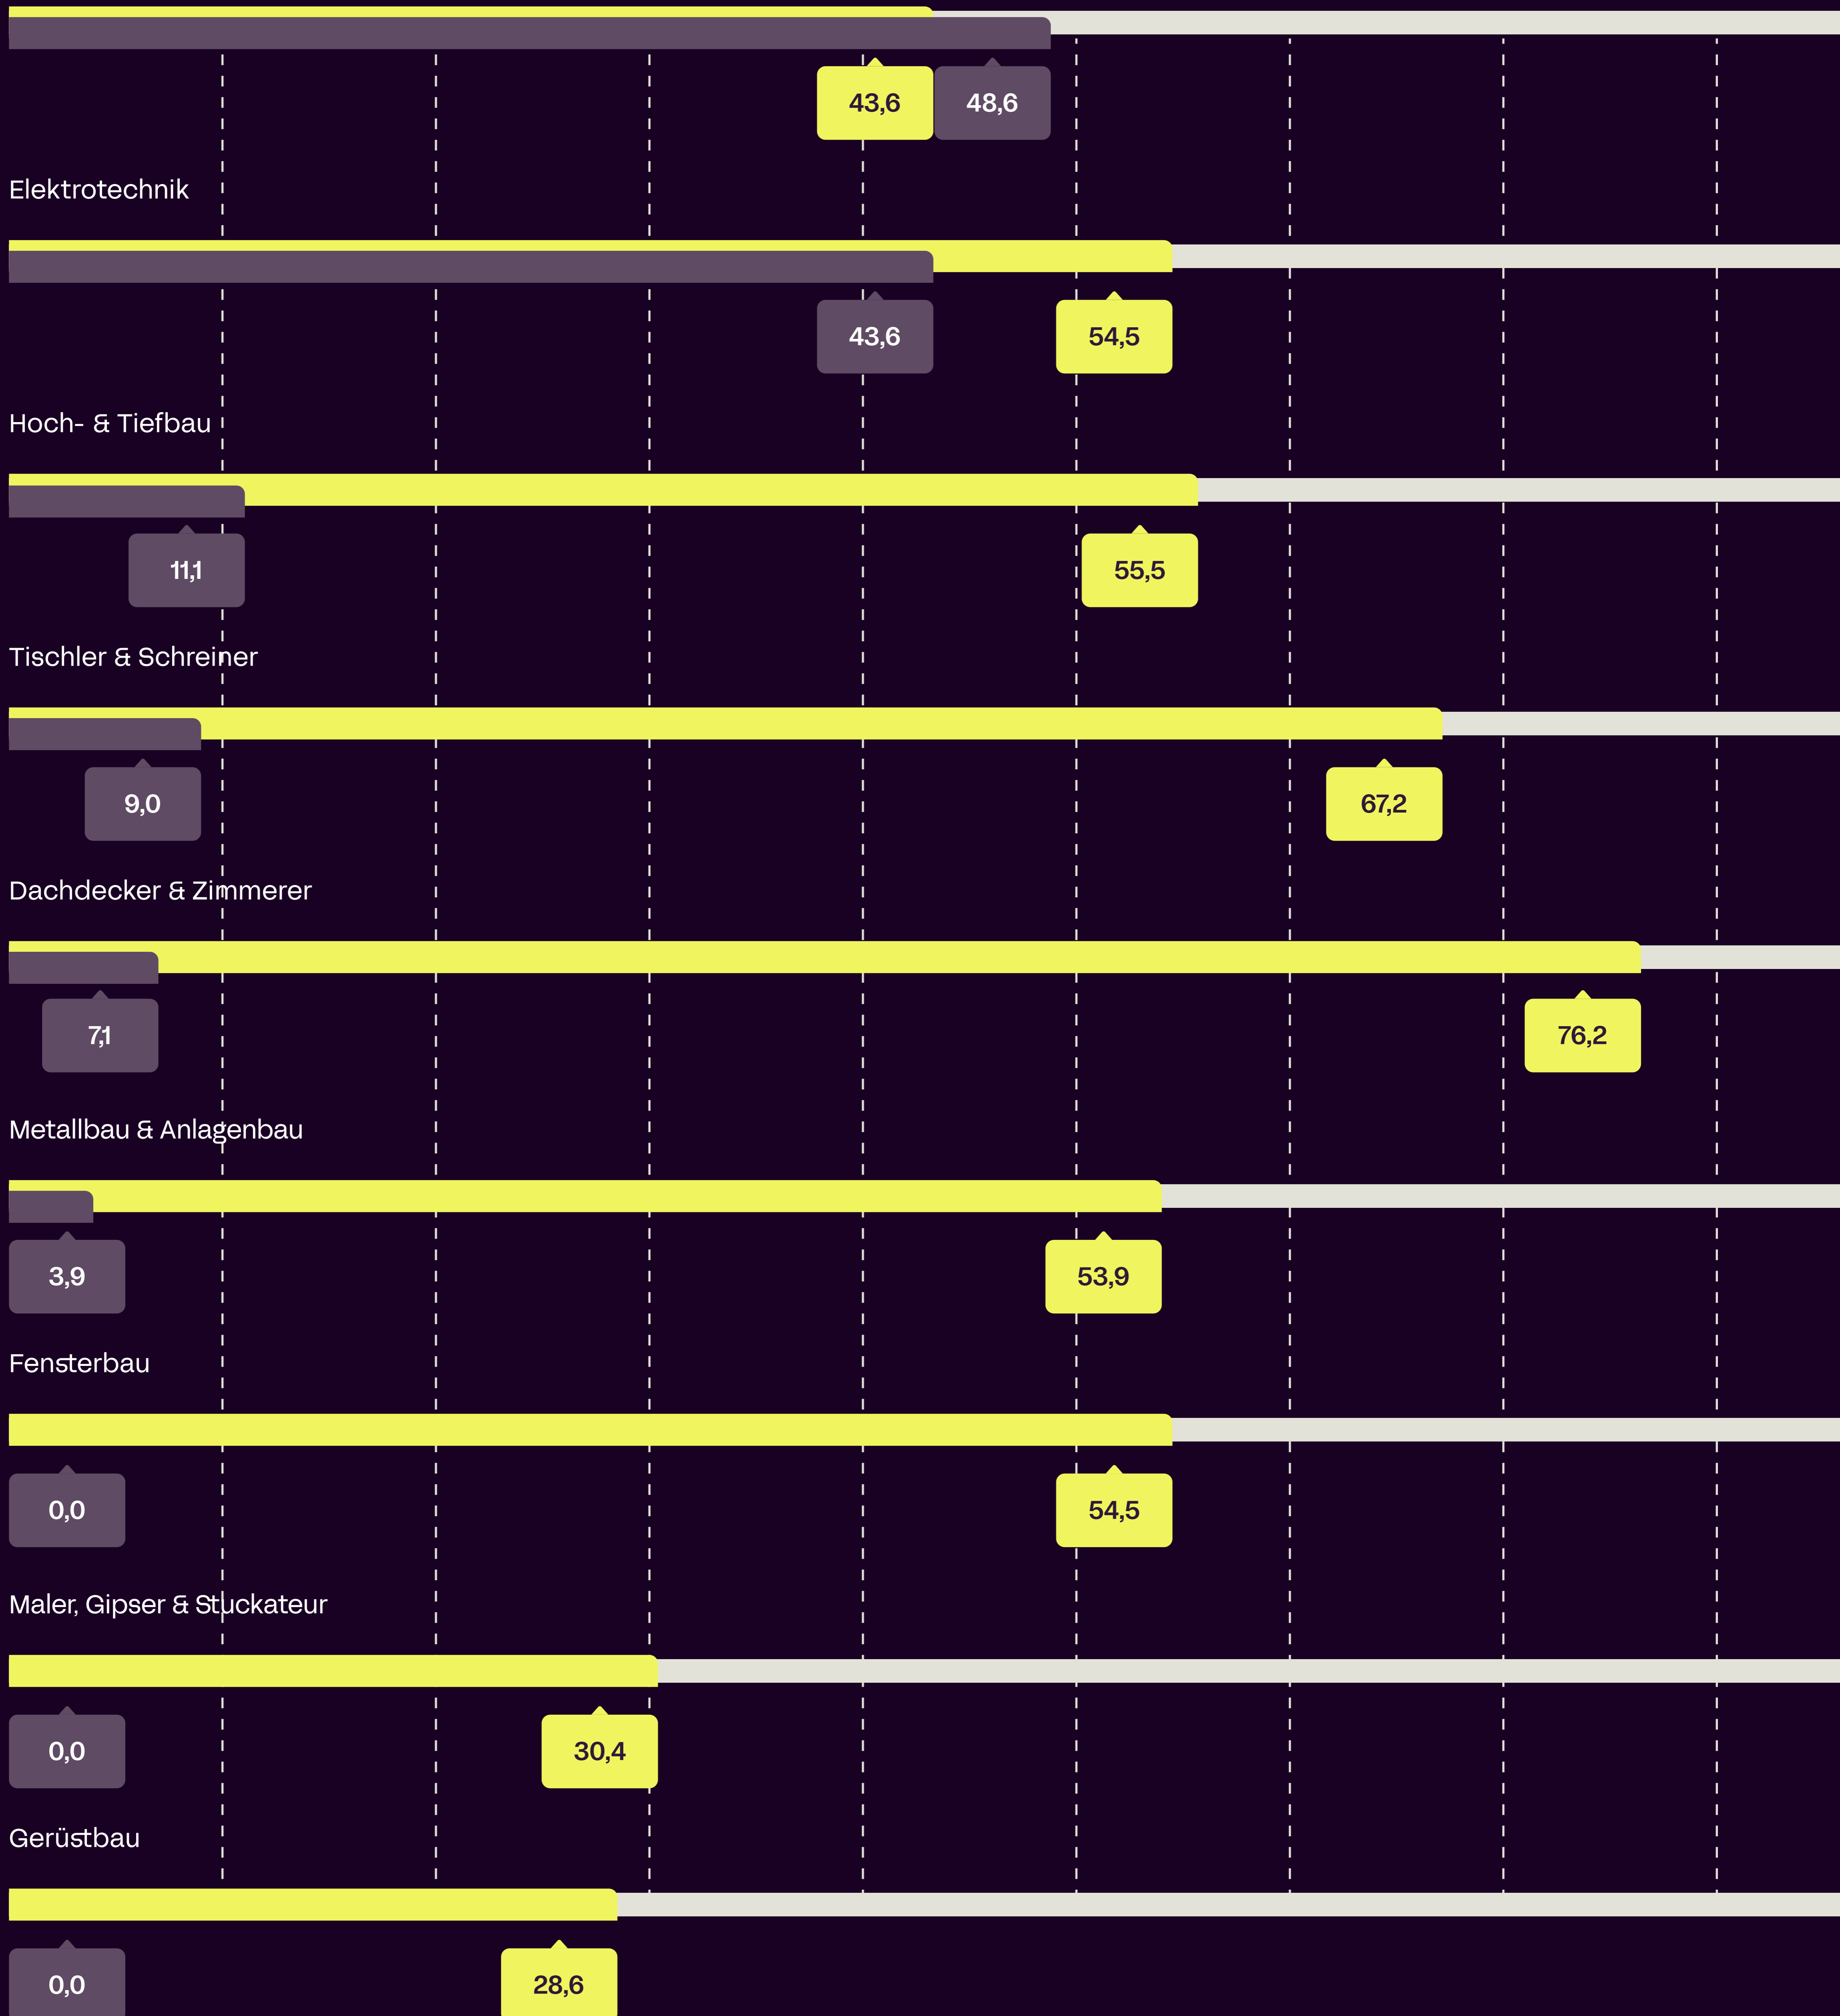 43,6 48,6
Elektrotechnik
43,6 54,5
Hoch- & Tiefbau
11,1 55,5
Tischler & Schreiner
9,0 67,2
Dachdecker & Zimmerer
7,1 76,2
Metallbau & Anlagenbau
3,9 53,9
Fensterbau
0,0 54,5
Maler, Gipser & Stuckateur
0,0 30,4
Gerüstbau
0,0 28,6